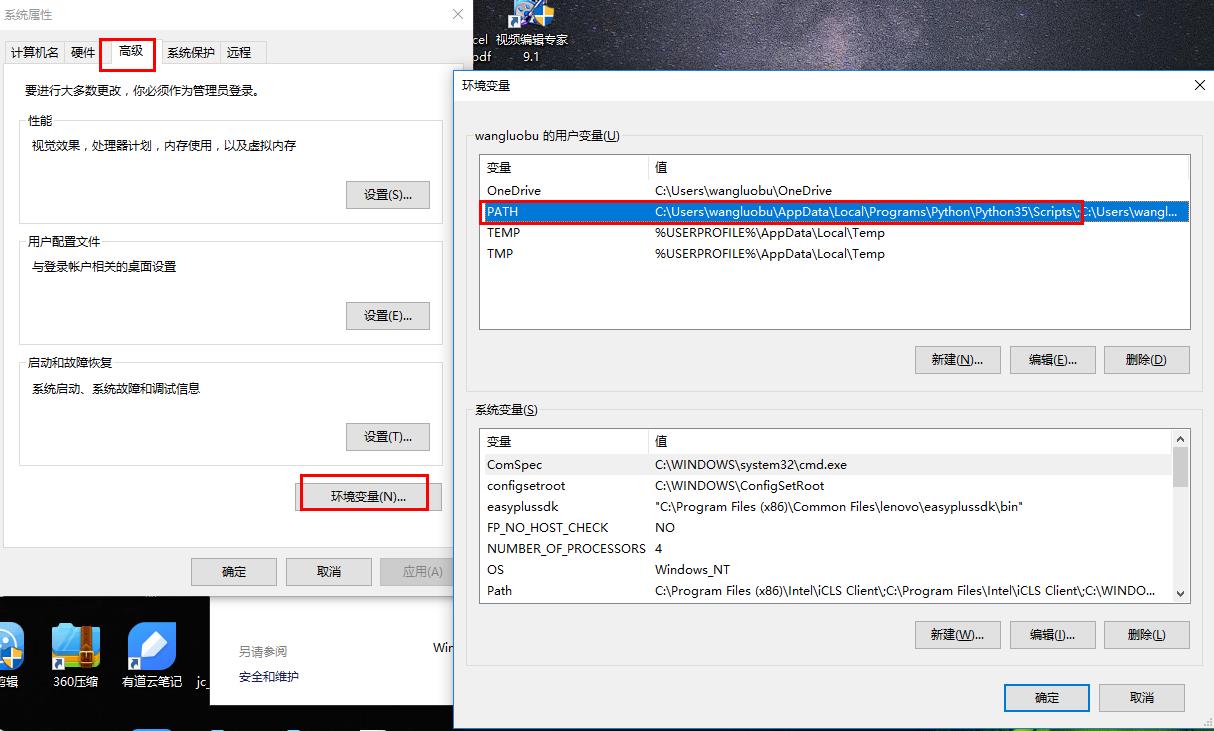 系统属性
计算机名 硬件 高级 系统保护 远程
要进行大多数更改，你必须作为管理员登录。
性能
视觉效果，处理器计划，内存使用，以及虚拟内存
设置(S)...
用户配置文件
与登录帐户相关的桌面设置
设置(E)...
启动和故障恢复
系统启动、系统故障和调试信息
设置(T)...
环境变量(N)...
确定 取消 应用(A)
视频编辑专家
9.1
环境变量
wangluobu 的用户变量(U)
变量 值
OneDrive C:\Users\wangluobu\OneDrive
PATH C:\Users\wangluobu\AppData\Local\Programs\Python\Python35\Scripts\;C:\Users\wangl...
TEMP %USERPROFILE%\AppData\Local\Temp
TMP %USERPROFILE%\AppData\Local\Temp
新建(N)... 编辑(E)... 删除(D)
系统变量(S)
变量 值
ComSpec C:\WINDOWS\system32\cmd.exe
configsetroot C:\WINDOWS\ConfigSetRoot
easyplussdk "C:\Program Files (x86)\Common Files\lenovo\easyplussdk\bin"
FP_NO_HOST_CHECK NO
NUMBER_OF_PROCESSORS 4
OS Windows_NT
Path C:\Program Files (x86)\Intel\iCLS Client\;C:\Program Files\Intel\iCLS Client\;C:\WINDO...
新建(W)... 编辑(I)... 删除(L)
确定 取消
360压缩 有道云笔记 jc_
另请参阅
安全和维护
Win